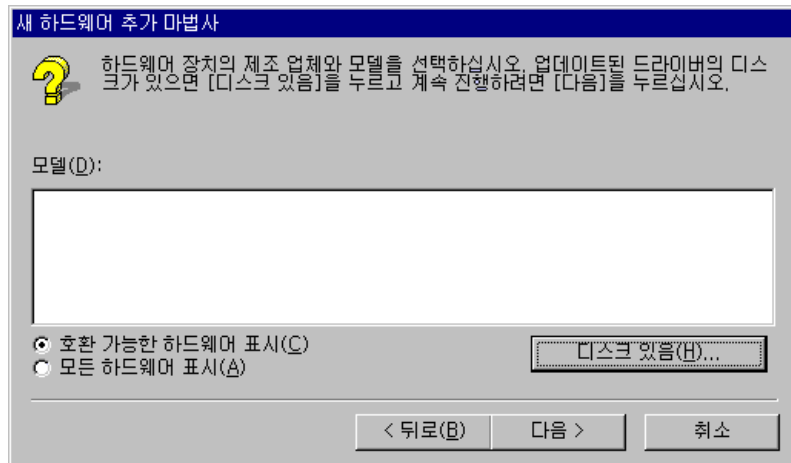 새 하드웨어 추가 마법사
하드웨어 장치의 제조 업체와 모델을 선택하십시오. 업데이트된 드라이버의 디스
크가 있으면 [디스크 있음]을 누르고 계속 진행하려면 [다음]을 누르십시오.
모델(D):
호환 가능한 하드웨어 표시(C)
모든 하드웨어 표시(A)
디스크 있음(H)...
< 뒤로(B)
다음 >
취소